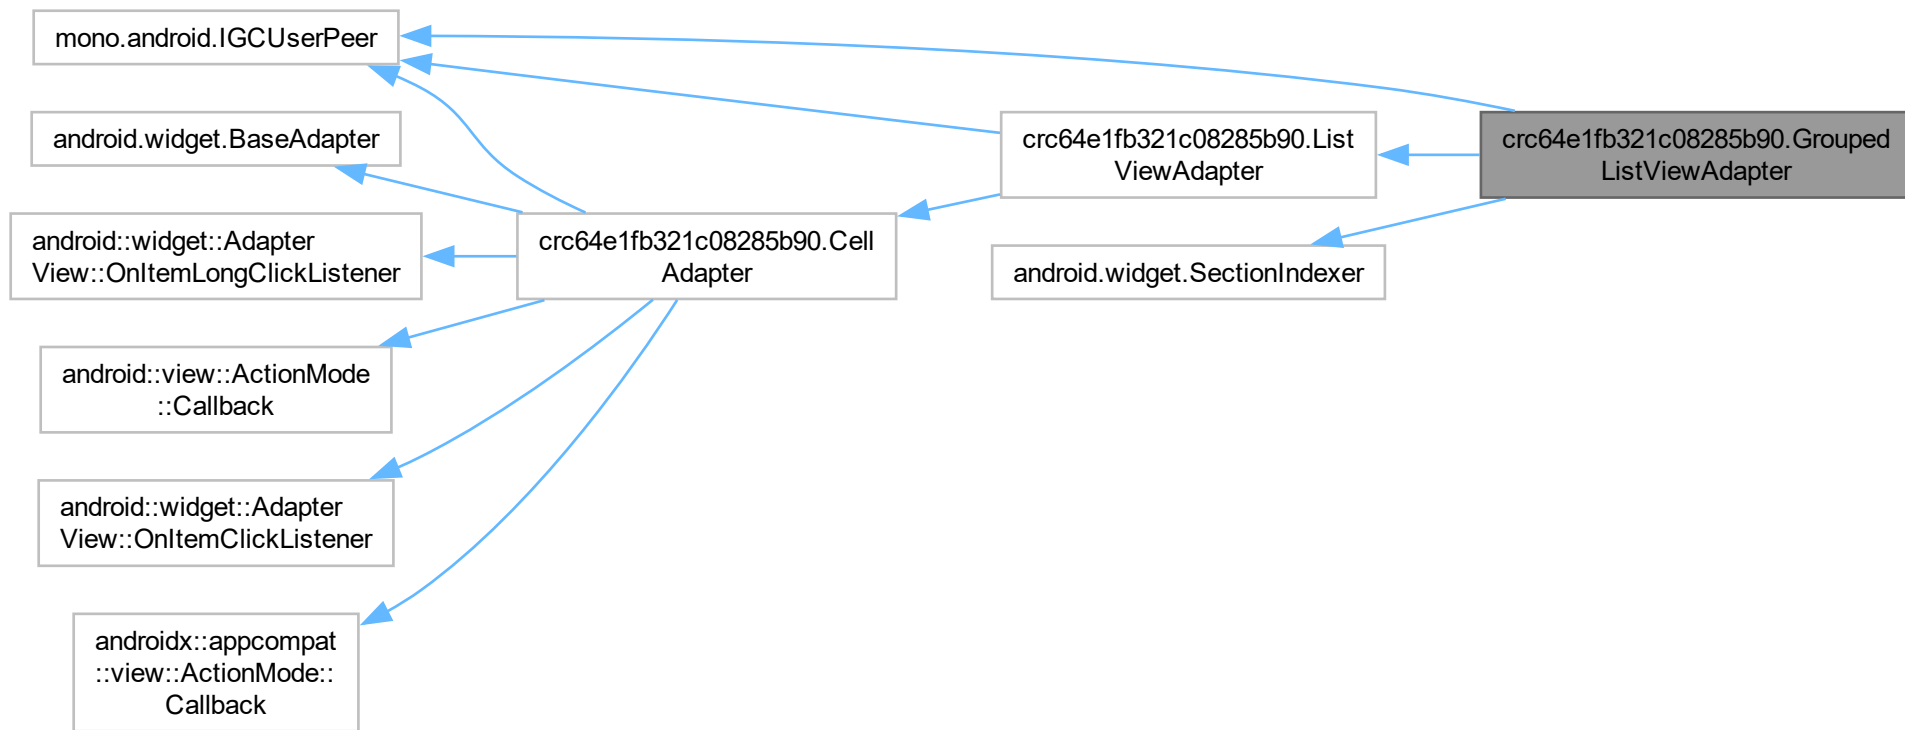 mono.android.IGCUserPeer
android.widget.BaseAdapter
android::widget::Adapter
View::OnItemLongClickListener
android::view::ActionMode
::Callback
android::widget::Adapter
View::OnItemClickListener
androidx::appcompat
::view::ActionMode::
Callback
crc64e1fb321c08285b90.Cell
Adapter
crc64e1fb321c08285b90.List
ViewAdapter
android.widget.SectionIndexer
crc64e1fb321c08285b90.Grouped
ListViewAdapter